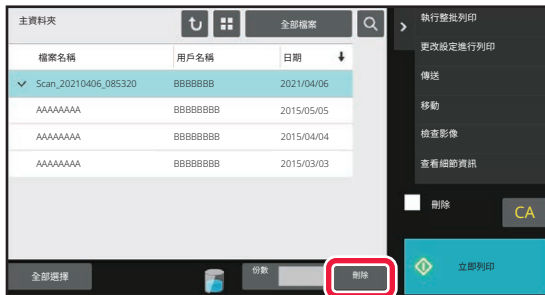 主資料夾
全部檔案
檔案名稱 用戶名稱 日期
Scan_20210406_085320 BBBBBBB 2021/04/06
AAAAAAAA BBBBBBBB 2015/05/05
AAAAAAAA BBBBBBBB 2015/04/04
AAAAAAAA BBBBBBBB 2015/03/03
全部選擇
份數
刪除
執行整批列印
更改設定進行列印
傳送
移動
檢查影像
查看細節資訊
刪除
CA
立即列印